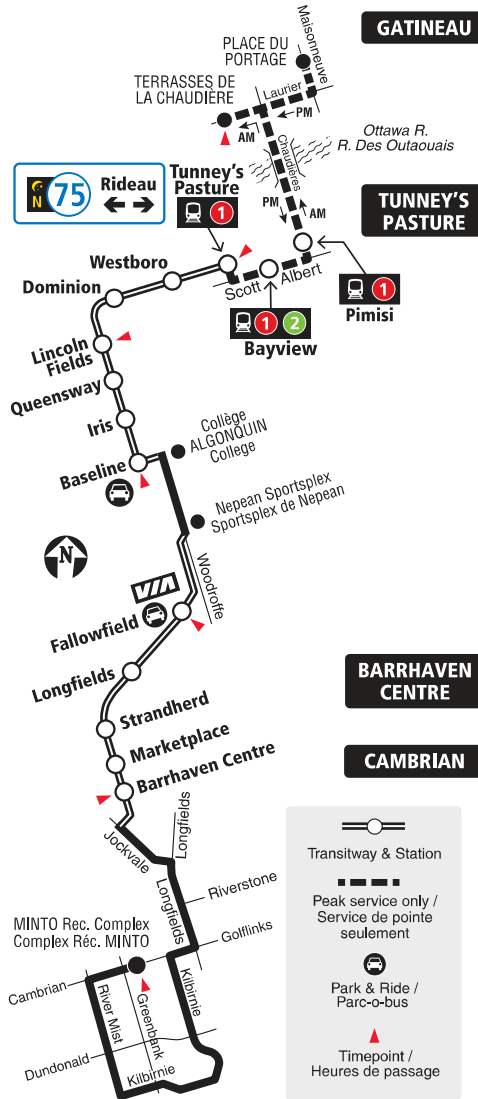 GATINEAU
PLACE DU
PORTAGE
Maisonneuve
TERRASSES DE
LA CHAUDIÈRE
Laurier
PM
AM
Chaudières
Ottawa R.
R. Des Outaouais
N
75
Rideau
Tunney's
Pasture
1
TUNNEY'S
PASTURE
PM
AM
Westboro
Dominion
Scott
Albert
1
Pimisi
1 2
Bayview
Lincoln
Fields
Queensway
Iris
Baseline
Collège
ALGONQUIN
College
Nepean Sportsplex
Sportsplex de Nepean
N
Woodroffe
VIA
Fallowfield
Longfields
BARRHAVEN
CENTRE
Strandherd
Marketplace
Barrhaven Centre
CAMBRIAN
Jockvale
Longfields
Longfields
Riverstone
Golflinks
MINTO Rec. Complex
Complexe Réc. MINTO
Cambrian
River Mist
Greenbank
Kilbirnie
Dundonald
Kilbirnie
Transitway & Station
Peak service only /
Service de pointe
seulement
Park & Ride /
Parc-o-bus
Timepoint /
Heures de passage